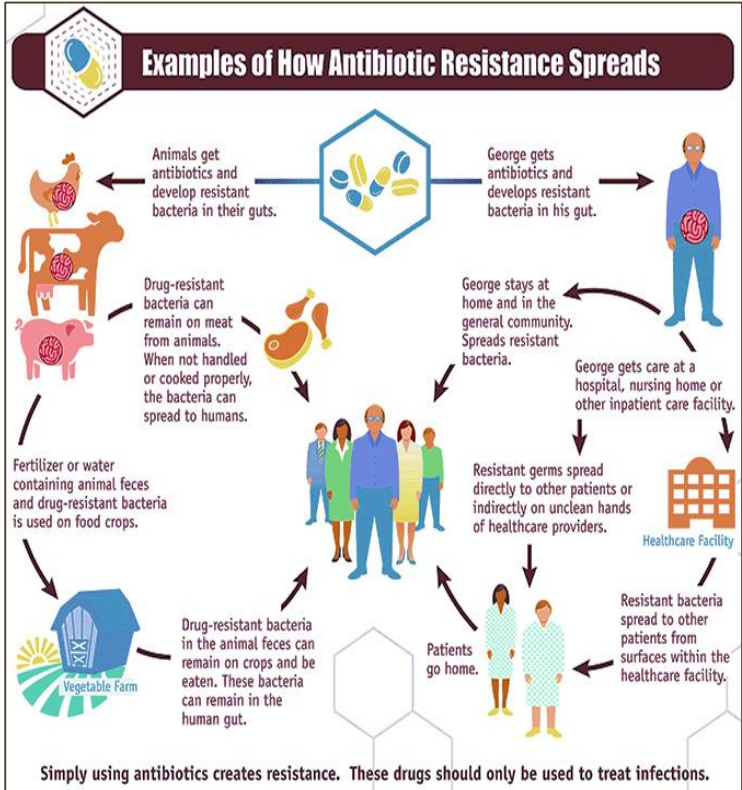 Examples of How Antibiotic Resistance Spreads
Animals get
antibiotics and
develop resistant
bacteria in their guts.
George gets
antibiotics and
develops resistant
bacteria in his gut.
Drug-resistant
bacteria can
remain on meat
from animals.
When not handled
or cooked properly,
the bacteria can
spread to humans.
George stays at
home and in the
general community.
Spreads resistant
bacteria.
George gets care at a
hospital, nursing home or
other inpatient care facility.
Fertilizer or water
containing animal feces
and drug-resistant bacteria
is used on food crops.
Resistant germs spread
directly to other patients or
indirectly on unclean hands
of healthcare providers.
Healthcare Facility
Vegetable Farm
Drug-resistant bacteria
in the animal feces can
remain on crops and be
eaten. These bacteria
can remain in the
human gut.
Patients
go home.
Resistant bacteria
spread to other
patients from
surfaces within the
healthcare facility.
Simply using antibiotics creates resistance. These drugs should only be used to treat infections.